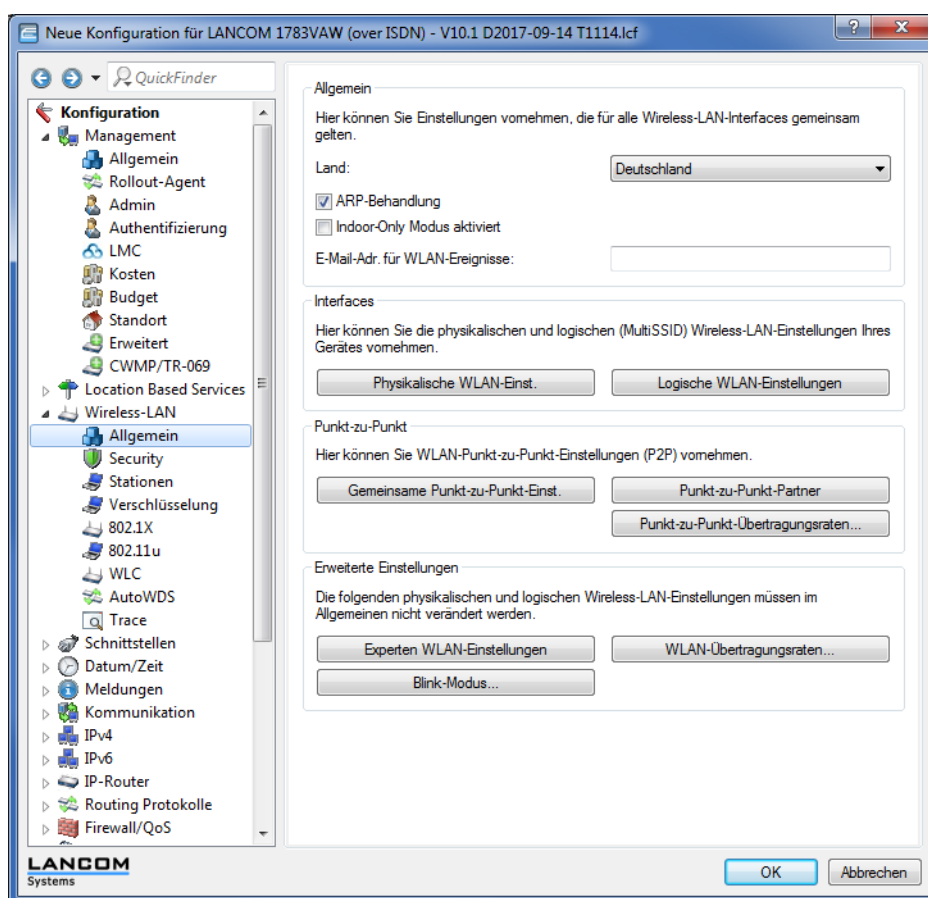 Neue Konfiguration für LANCOM 1783VAW (over ISDN) - V10.1 D2017-09-14 T1114.lcf
? X
QuickFinder
Konfiguration
Management
Allgemein
Rollout-Agent
Admin
Authentifizierung
LMC
Kosten
Budget
Standort
Erweitert
CWMP/TR-069
Location Based Services
Wireless-LAN
Allgemein
Security
Stationen
Verschlüsselung
802.1X
802.11u
WLC
AutoWDS
Trace
Schnittstellen
Datum/Zeit
Meldungen
Kommunikation
IPv4
IPv6
IP-Router
Routing Protokolle
Firewall/QoS
Allgemein
Hier können Sie Einstellungen vornehmen, die für alle Wireless-LAN-Interfaces gemeinsam
gelten.
Land: Deutschland
ARP-Behandlung
Indoor-Only Modus aktiviert
E-Mail-Adr. für WLAN-Ereignisse:
Interfaces
Hier können Sie die physikalischen und logischen (MultiSSID) Wireless-LAN-Einstellungen Ihres
Gerätes vornehmen.
Physikalische WLAN-Einst. Logische WLAN-Einstellungen
Punkt-zu-Punkt
Hier können Sie WLAN-Punkt-zu-Punkt-Einstellungen (P2P) vornehmen.
Gemeinsame Punkt-zu-Punkt-Einst. Punkt-zu-Punkt-Partner
Punkt-zu-Punkt-Übertragungsraten...
Erweiterte Einstellungen
Die folgenden physikalischen und logischen Wireless-LAN-Einstellungen müssen im
Allgemeinen nicht verändert werden.
Experten WLAN-Einstellungen WLAN-Übertragungsraten...
Blink-Modus...
LANCOM
Systems
OK Abbrechen